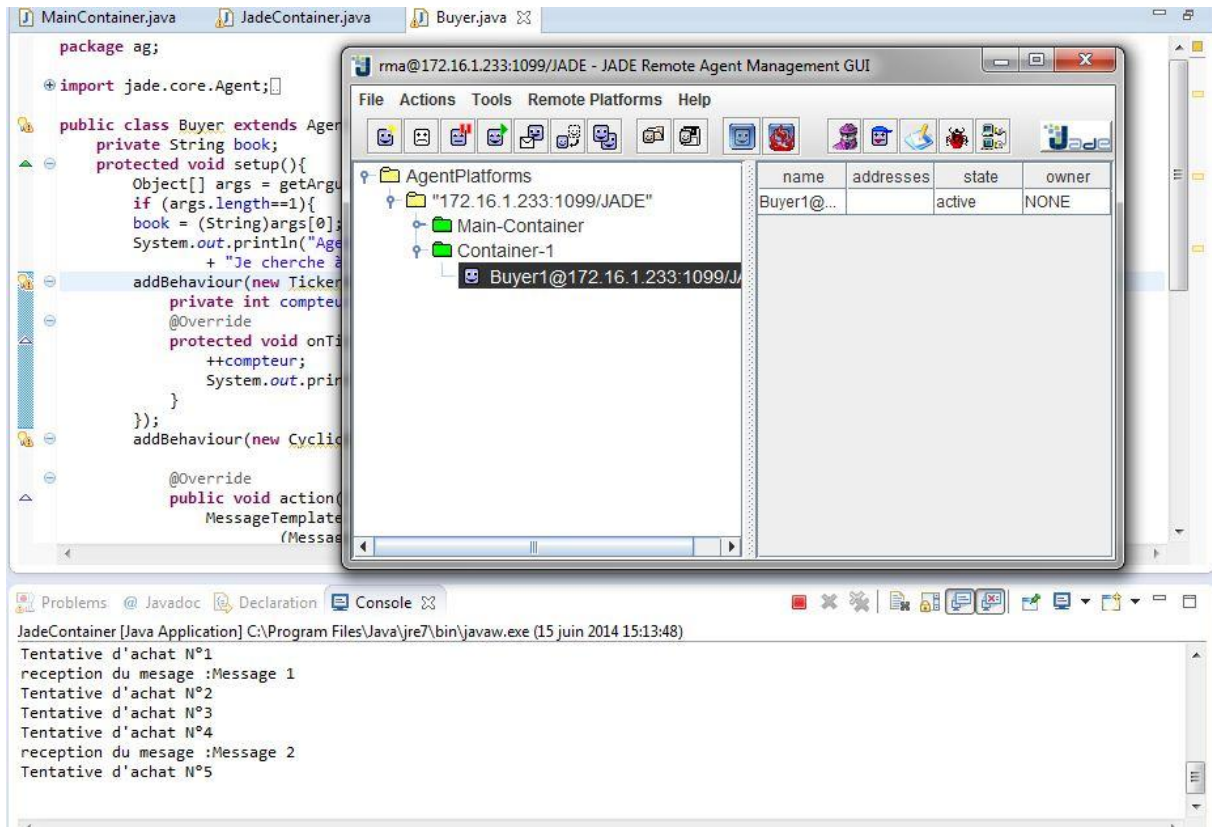 MainContainer.java JadeContainer.java Buyer.java
package ag;
import jade.core.Agent;
public class Buyer extends Agen
private String book;
protected void setup(){
Object[] args = getArgu
if (args.length==1){
book = (String)args[0];
System.out.println("Age
+ "Je cherche à
addBehaviour(new Ticker
private int compteu
@Override
protected void onTi
++compteur;
System.out.prin
}
});
addBehaviour(new Cyclic
@Override
public void action(
MessageTemplate
(Messag
rma@172.16.1.233:1099/JADE - JADE Remote Agent Management GUI
File Actions Tools Remote Platforms Help
Jade
AgentPlatforms
"172.16.1.233:1099/JADE"
Main-Container
Container-1
Buyer1@172.16.1.233:1099/JA
name addresses state owner
Buyer1@... active NONE
Problems @ Javadoc Declaration Console
JadeContainer [Java Application] C:\Program Files\Java\jre7\bin\javaw.exe (15 juin 2014 15:13:48)
Tentative d'achat N°1
reception du mesage :Message 1
Tentative d'achat N°2
Tentative d'achat N°3
Tentative d'achat N°4
reception du mesage :Message 2
Tentative d'achat N°5